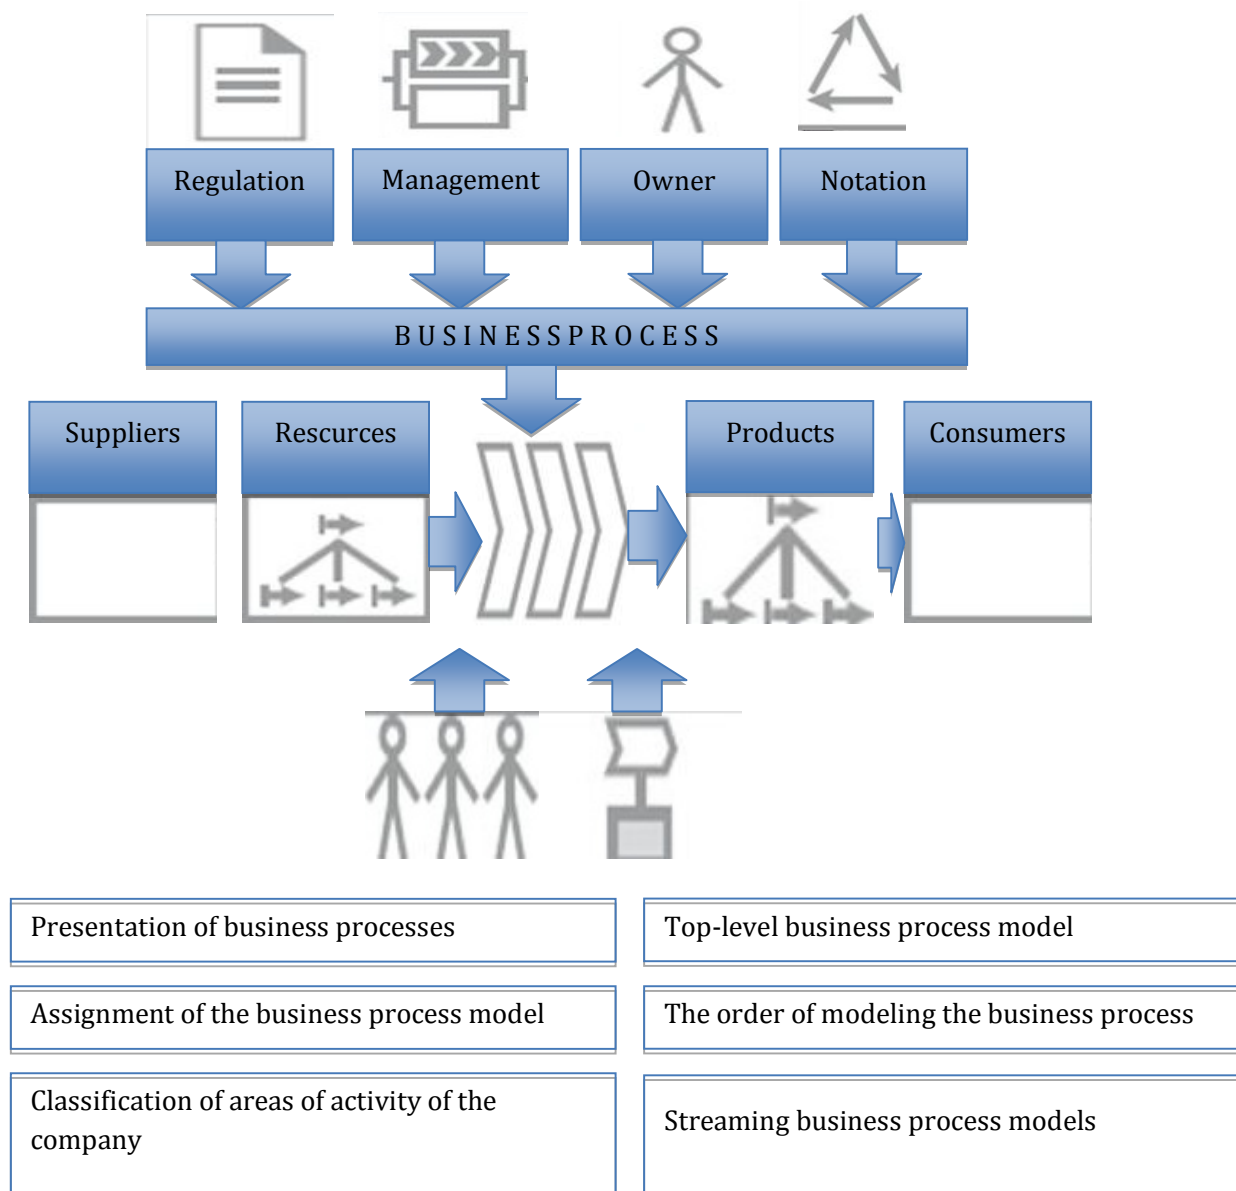 Regulation
Management
Owner
Notation
B U S I N E S S P R O C E S S
Suppliers
Rescurces
Products
Consumers
Presentation of business processes
Top-level business process model
Assignment of the business process model
The order of modeling the business process
Classification of areas of activity of the
company
Streaming business process models